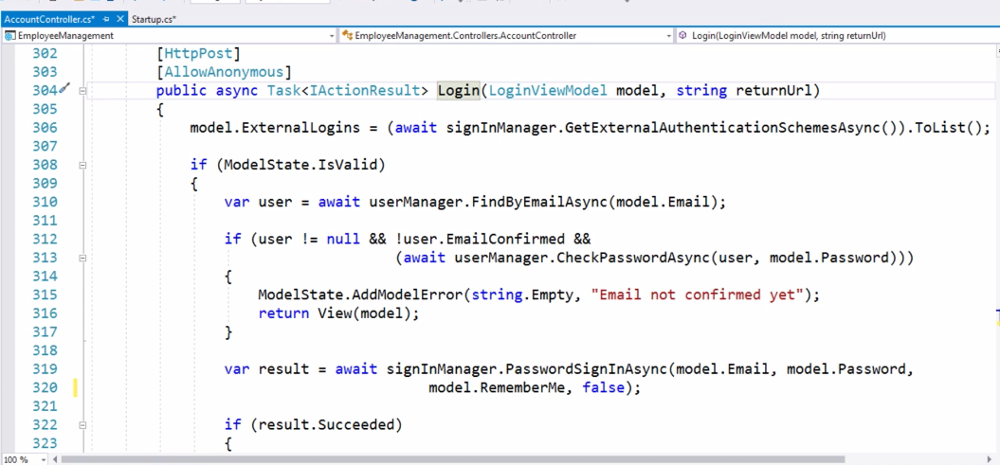 AccountController.cs* Startup.cs*
EmployeeManagement EmployeeManagement.Controllers.AccountController Login(LoginViewModel model, string returnUrl)
302 [HttpPost]
303 [AllowAnonymous]
304 public async Task<IActionResult> Login(LoginViewModel model, string returnUrl)
305 {
306 model.ExternalLogins = (await signInManager.GetExternalAuthenticationSchemesAsync()).ToList();
307
308 if (ModelState.IsValid)
309 {
310 var user = await userManager.FindByEmailAsync(model.Email);
311
312 if (user != null && !user.EmailConfirmed &&
313 (await userManager.CheckPasswordAsync(user, model.Password)))
314 {
315 ModelState.AddModelError(string.Empty, "Email not confirmed yet");
316 return View(model);
317 }
318
319 var result = await signInManager.PasswordSignInAsync(model.Email, model.Password,
320 model.RememberMe, false);
321
322 if (result.Succeeded)
323 {
100 %